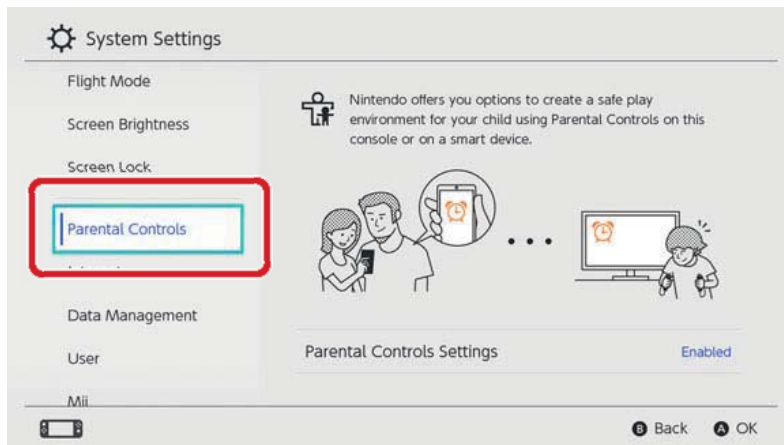 System Settings
Flight Mode
Screen Brightness
Screen Lock
Parental Controls
Data Management
User
Mii
Nintendo offers you options to create a safe play
environment for your child using Parental Controls on this
console or on a smart device.
Parental Controls Settings Enabled
B Back A OK